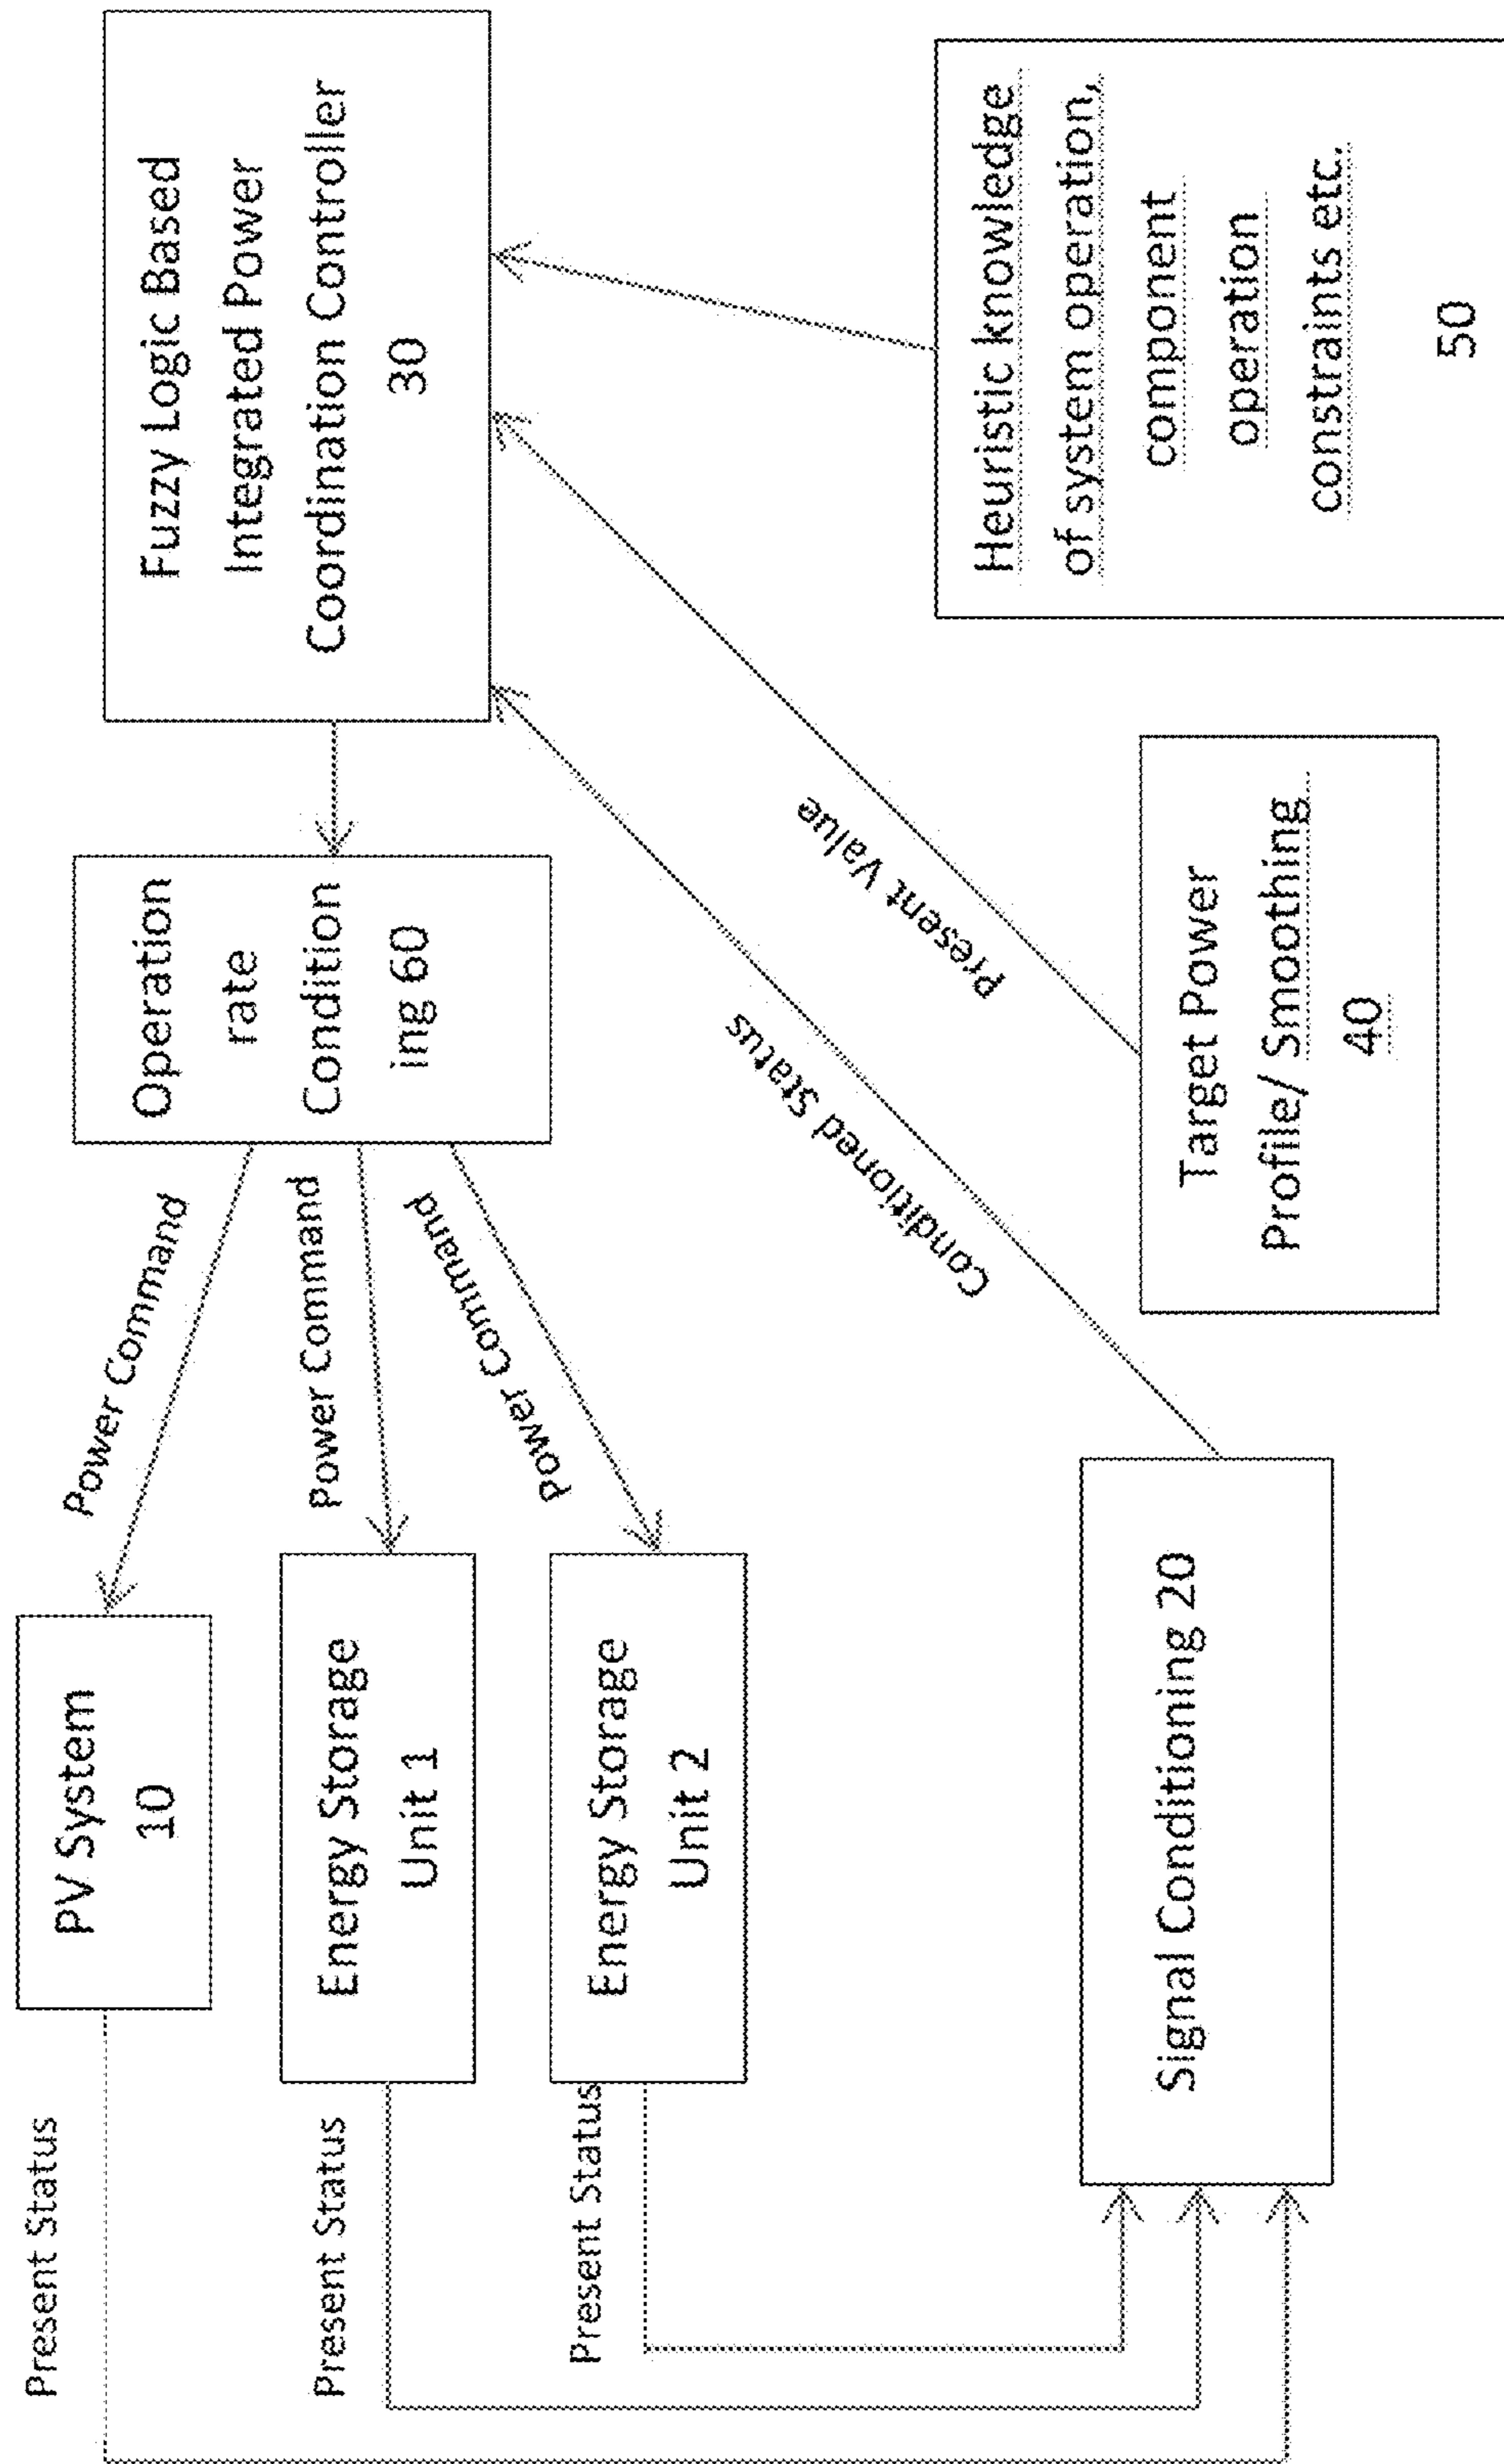 Present Status
PV System
10
Power Command
Present Status
Energy Storage
Unit 1
Power Command
Present Status
Energy Storage
Unit 2
Power Command
Operation
rate
Condition
ing 60
Fuzzy Logic Based
Integrated Power
Coordination Controller
30
Signal Conditioning 20
Conditioned Status
Present Value
Target Power
Profile/ Smoothing
40
Heuristic knowledge
of system operation,
component
operation
constraints etc.
50